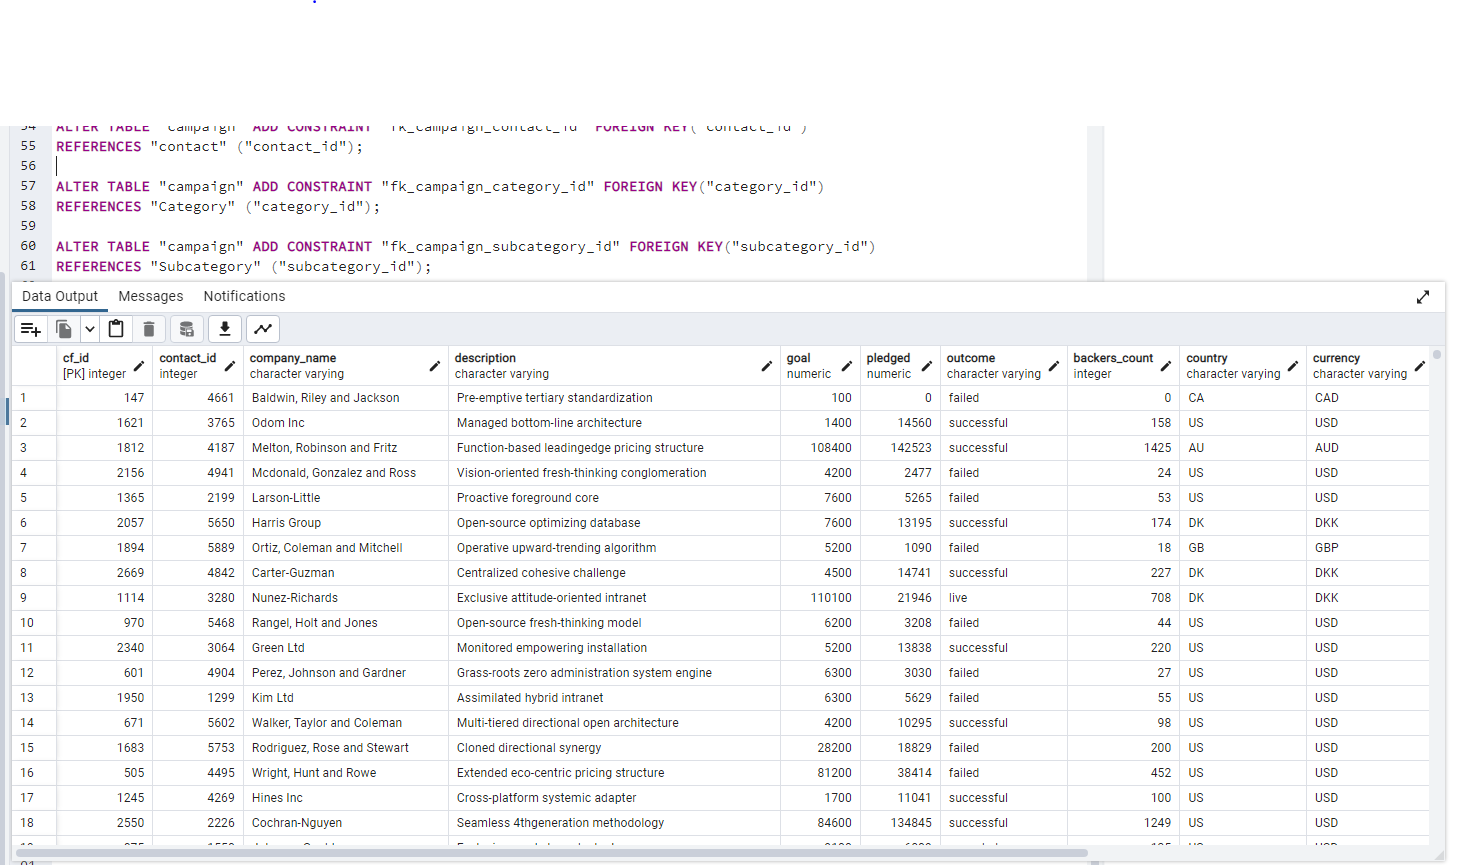 54 ALTER TABLE "campaign" ADD CONSTRAINT "fk_campaign_contact_id" FOREIGN KEY("contact_id")
55 REFERENCES "contact" ("contact_id");
56
57 ALTER TABLE "campaign" ADD CONSTRAINT "fk_campaign_category_id" FOREIGN KEY("category_id")
58 REFERENCES "Category" ("category_id");
59
60 ALTER TABLE "campaign" ADD CONSTRAINT "fk_campaign_subcategory_id" FOREIGN KEY("subcategory_id")
61 REFERENCES "Subcategory" ("subcategory_id");
Data Output Messages Notifications
cf_id contact_id company_name description goal pledged outcome backers_count country currency
[PK] integer integer character varying character varying numeric numeric character varying integer character varying character varying
1 147 4661 Baldwin, Riley and Jackson Pre-emptive tertiary standardization 100 0 failed 0 CA CAD
2 1621 3765 Odom Inc Managed bottom-line architecture 1400 14560 successful 158 US USD
3 1812 4187 Melton, Robinson and Fritz Function-based leadingedge pricing structure 108400 142523 successful 1425 AU AUD
4 2156 4941 Mcdonald, Gonzalez and Ross Vision-oriented fresh-thinking conglomeration 4200 2477 failed 24 US USD
5 1365 2199 Larson-Little Proactive foreground core 7600 5265 failed 53 US USD
6 2057 5650 Harris Group Open-source optimizing database 7600 13195 successful 174 DK DKK
7 1894 5889 Ortiz, Coleman and Mitchell Operative upward-trending algorithm 5200 1090 failed 18 GB GBP
8 2669 4842 Carter-Guzman Centralized cohesive challenge 4500 14741 successful 227 DK DKK
9 1114 3280 Nunez-Richards Exclusive attitude-oriented intranet 110100 21946 live 708 DK DKK
10 970 5468 Rangel, Holt and Jones Open-source fresh-thinking model 6200 3208 failed 44 US USD
11 2340 3064 Green Ltd Monitored empowering installation 5200 13838 successful 220 US USD
12 601 4904 Perez, Johnson and Gardner Grass-roots zero administration system engine 6300 3030 failed 27 US USD
13 1950 1299 Kim Ltd Assimilated hybrid intranet 6300 5629 failed 55 US USD
14 671 5602 Walker, Taylor and Coleman Multi-tiered directional open architecture 4200 10295 successful 98 US USD
15 1683 5753 Rodriguez, Rose and Stewart Cloned directional synergy 28200 18829 failed 200 US USD
16 505 4495 Wright, Hunt and Rowe Extended eco-centric pricing structure 81200 38414 failed 452 US USD
17 1245 4269 Hines Inc Cross-platform systemic adapter 1700 11041 successful 100 US USD
18 2550 2226 Cochran-Nguyen Seamless 4thgeneration methodology 84600 134845 successful 1249 US USD